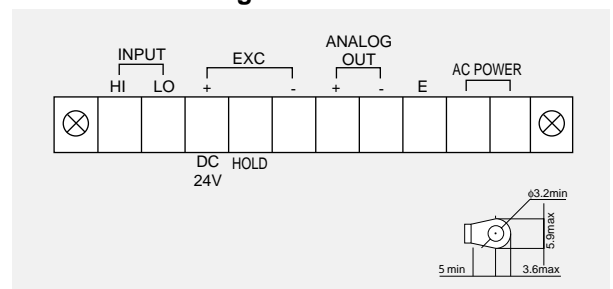 g
INPUT EXC ANALOG OUT AC POWER
HI LO + - + - E
DC 24V HOLD
φ3.2min
5.9max
5 min 3.6max